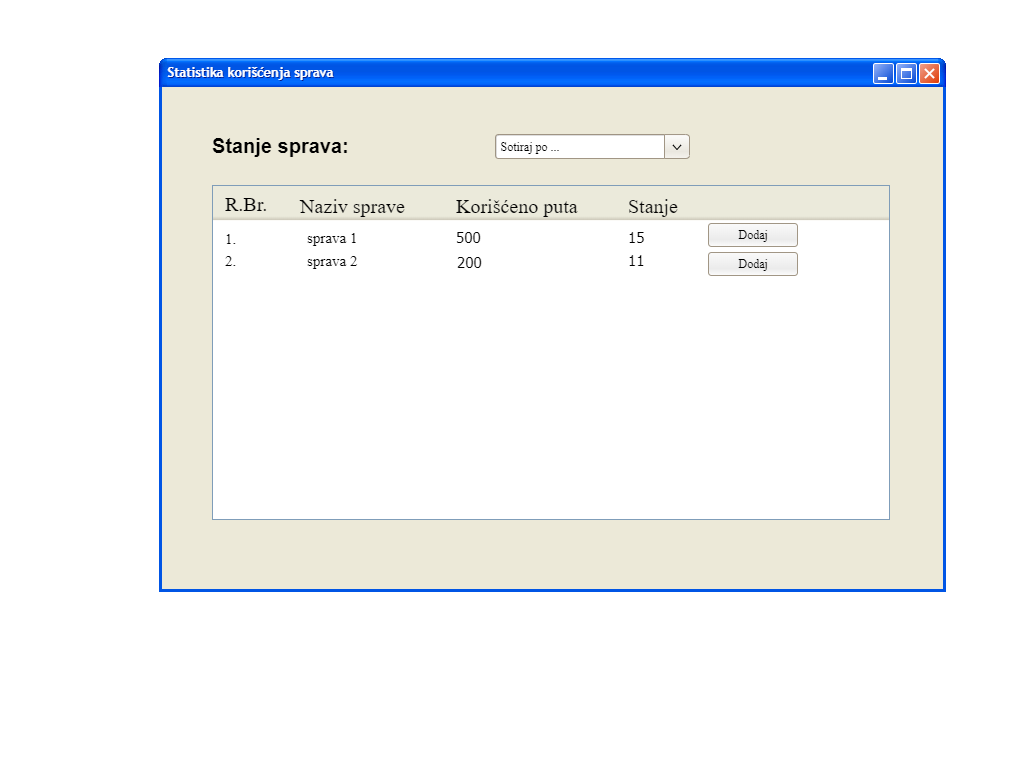 Statistika korišćenja sprava
Stanje sprava:
Sotiraj po ...
R.Br. Naziv sprave Korišćeno puta Stanje
1. sprava 1 500 15 Dodaj
2. sprava 2 200 11 Dodaj